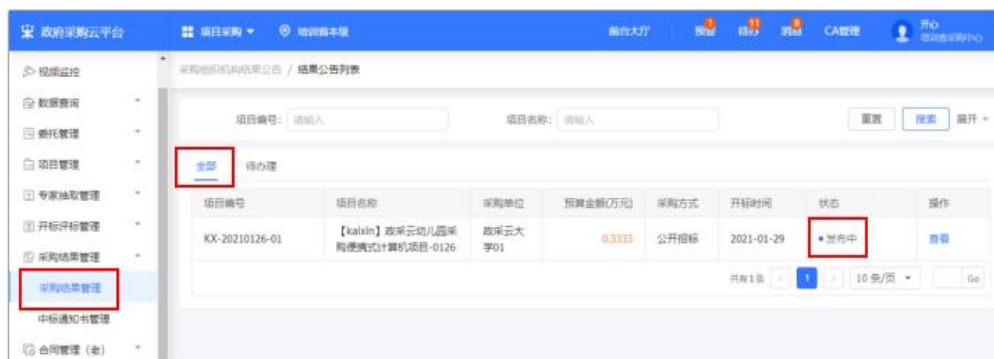 政府采购云平台
项目采购
培训省本级
前台大厅
预警
待办
消息
CA管理
开心
培训省采购中心
视频监控
数据查询
委托管理
项目管理
专家抽取管理
开标评标管理
采购结果管理
采购结果管理
中标通知书管理
合同管理（老）
采购组织机构结果公告 / 结果公告列表
项目编号： 请输入 项目名称： 请输入 重置 搜索 展开
全部 待办理
项目编号 项目名称 采购单位 预算金额(万元) 采购方式 开标时间 状态 操作
KX-20210126-01 【kaixin】政采云幼儿园采购便携式计算机项目-0126 政采云大学01 0.3333 公开招标 2021-01-29 发布中 查看
共有1条 1 10 条/页 Go